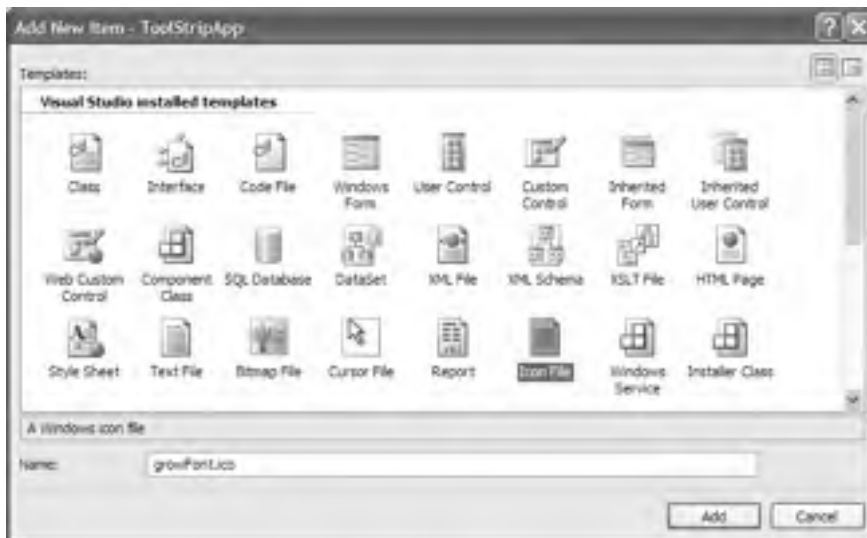 Add New Item - ToolStripApp
Templates:
Visual Studio installed templates
Class
Interface
Code File
Windows Form
User Control
Custom Control
Inherited Form
Inherited User Control
Web Custom Control
Component Class
SQL Database
DataSet
XML File
XML Schema
XSLT File
HTML Page
Style Sheet
Text File
Bitmap File
Cursor File
Report
Icon File
Windows Service
Installer Class
A Windows icon file
Name:
growFont.ico
Add
Cancel